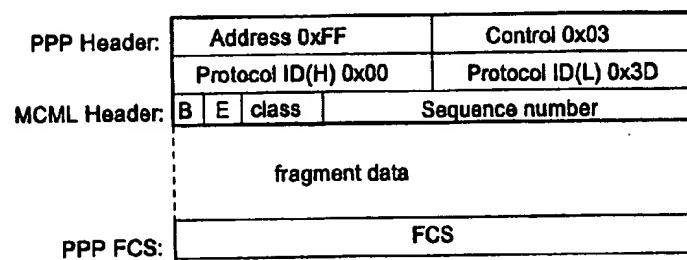 PPP Header: Address 0xFF Control 0x03
Protocol ID(H) 0x00 Protocol ID(L) 0x3D
MCML Header: B E class Sequence number
fragment data
PPP FCS: FCS